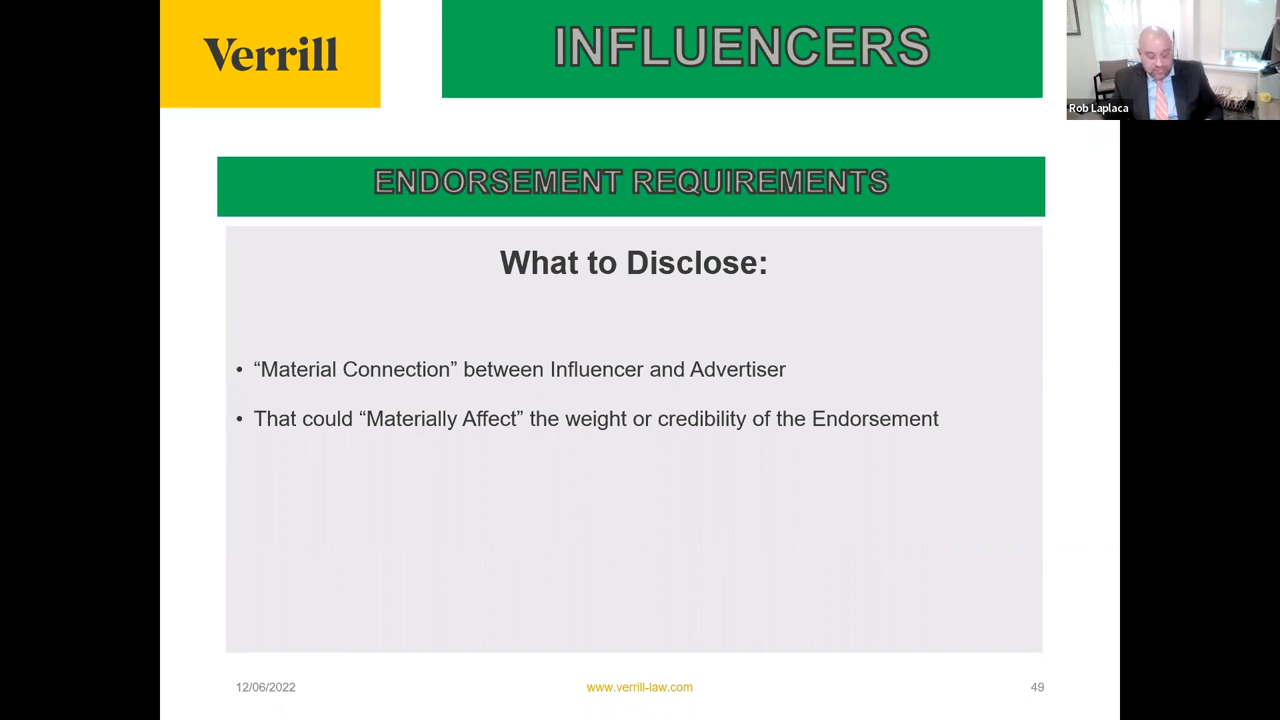 Verrill
INFLUENCERS
Rob Laplaca
ENDORSEMENT REQUIREMENTS
What to Disclose:
• “Material Connection” between Influencer and Advertiser
• That could “Materially Affect” the weight or credibility of the Endorsement
12/06/2022
www.verrill-law.com
49